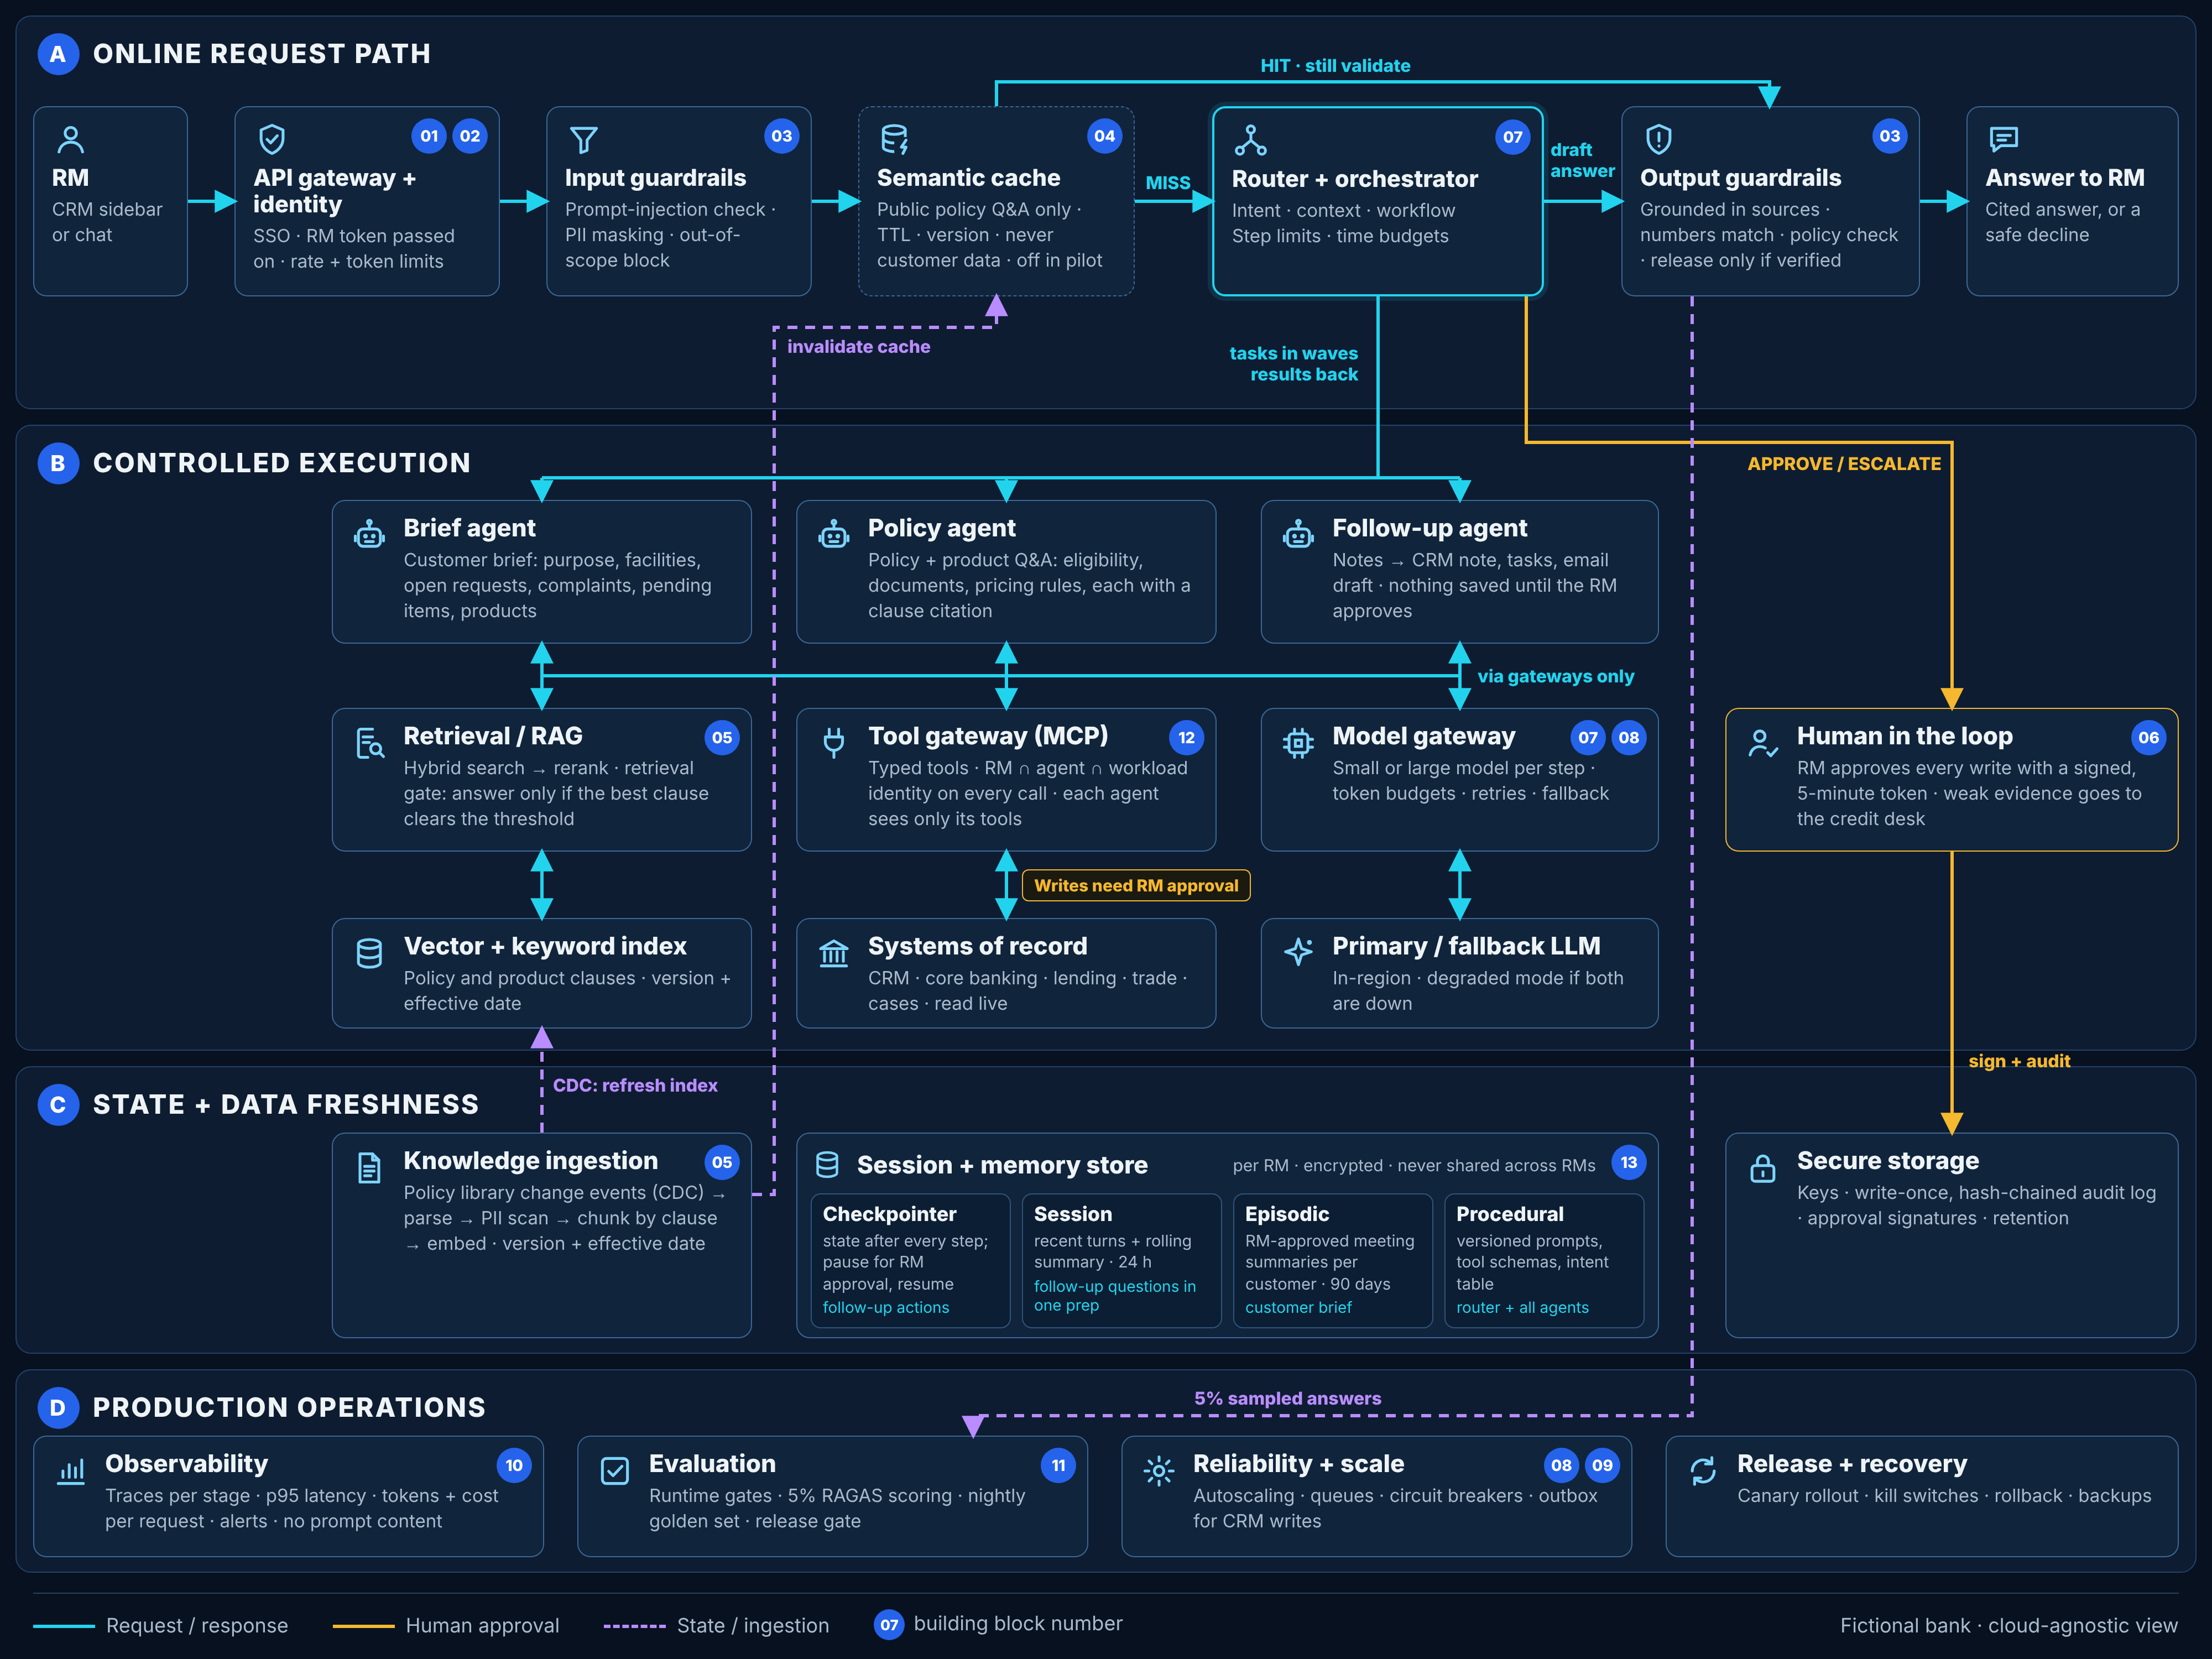 A ONLINE REQUEST PATH
HIT · still validate
RM
CRM sidebar
or chat
01 02
API gateway +
identity
SSO · RM token passed
on · rate + token limits
03
Input guardrails
Prompt-injection check ·
PII masking · out-of-
scope block
04
Semantic cache
Public policy Q&A only ·
TTL · version · never
customer data · off in pilot
MISS
07
Router + orchestrator
Intent · context · workflow
Step limits · time budgets
draft
answer
03
Output guardrails
Grounded in sources ·
numbers match · policy check
· release only if verified
Answer to RM
Cited answer, or a
safe decline
invalidate cache
tasks in waves
results back
B CONTROLLED EXECUTION
APPROVE / ESCALATE
Brief agent
Customer brief: purpose, facilities,
open requests, complaints, pending
items, products
Policy agent
Policy + product Q&A: eligibility,
documents, pricing rules, each with a
clause citation
Follow-up agent
Notes → CRM note, tasks, email
draft · nothing saved until the RM
approves
via gateways only
Retrieval / RAG 05
Hybrid search → rerank · retrieval
gate: answer only if the best clause
clears the threshold
Tool gateway (MCP) 12
Typed tools · RM ∩ agent ∩ workload
identity on every call · each agent
sees only its tools
Model gateway 07 08
Small or large model per step ·
token budgets · retries · fallback
Human in the loop 06
RM approves every write with a signed,
5-minute token · weak evidence goes to
the credit desk
Writes need RM approval
Vector + keyword index
Policy and product clauses · version +
effective date
Systems of record
CRM · core banking · lending · trade ·
cases · read live
Primary / fallback LLM
In-region · degraded mode if both
are down
sign + audit
CDC: refresh index
C STATE + DATA FRESHNESS
Knowledge ingestion 05
Policy library change events (CDC) →
parse → PII scan → chunk by clause
→ embed · version + effective date
Session + memory store per RM · encrypted · never shared across RMs 13
Checkpointer
state after every step;
pause for RM
approval, resume
follow-up actions
Session
recent turns + rolling
summary · 24 h
follow-up questions in
one prep
Episodic
RM-approved meeting
summaries per
customer · 90 days
customer brief
Procedural
versioned prompts,
tool schemas, intent
table
router + all agents
Secure storage
Keys · write-once, hash-chained audit log
· approval signatures · retention
D PRODUCTION OPERATIONS
5% sampled answers
Observability 10
Traces per stage · p95 latency · tokens + cost
per request · alerts · no prompt content
Evaluation 11
Runtime gates · 5% RAGAS scoring · nightly
golden set · release gate
Reliability + scale 08 09
Autoscaling · queues · circuit breakers · outbox
for CRM writes
Release + recovery
Canary rollout · kill switches · rollback · backups
Request / response
Human approval
State / ingestion
07 building block number
Fictional bank · cloud-agnostic view